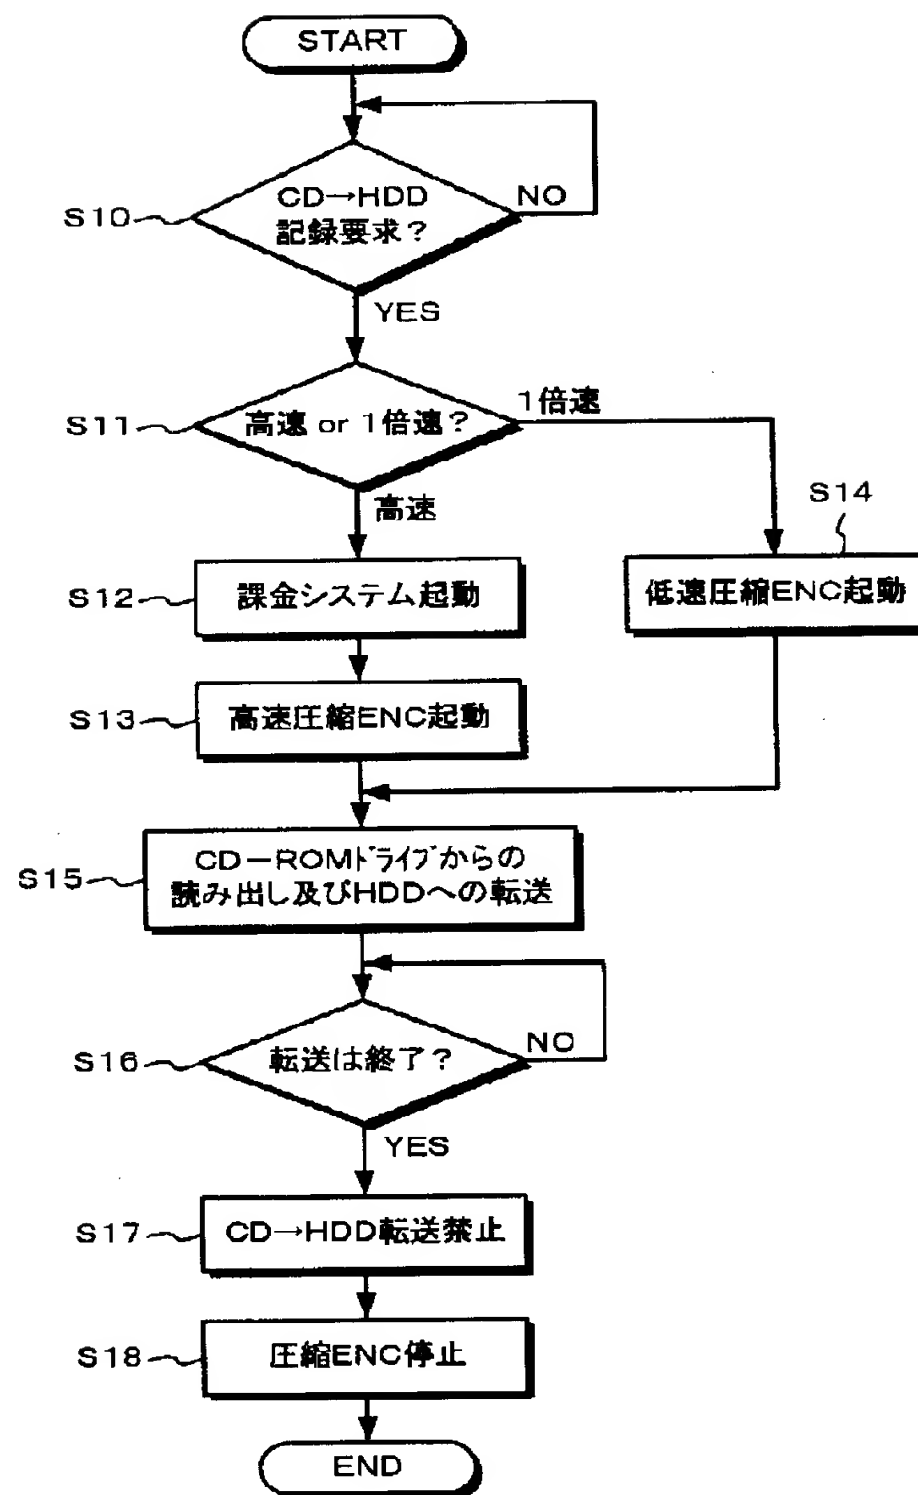 START
S10
CD→HDD
記録要求？
NO
YES
S11
高速 or 1倍速？
1倍速
高速
S12
課金システム起動
S14
低速圧縮ENC起動
S13
高速圧縮ENC起動
S15
CD－ROMﾄﾞﾗｲﾌﾞからの
読み出し及びHDDへの転送
S16
転送は終了？
NO
YES
S17
CD→HDD転送禁止
S18
圧縮ENC停止
END